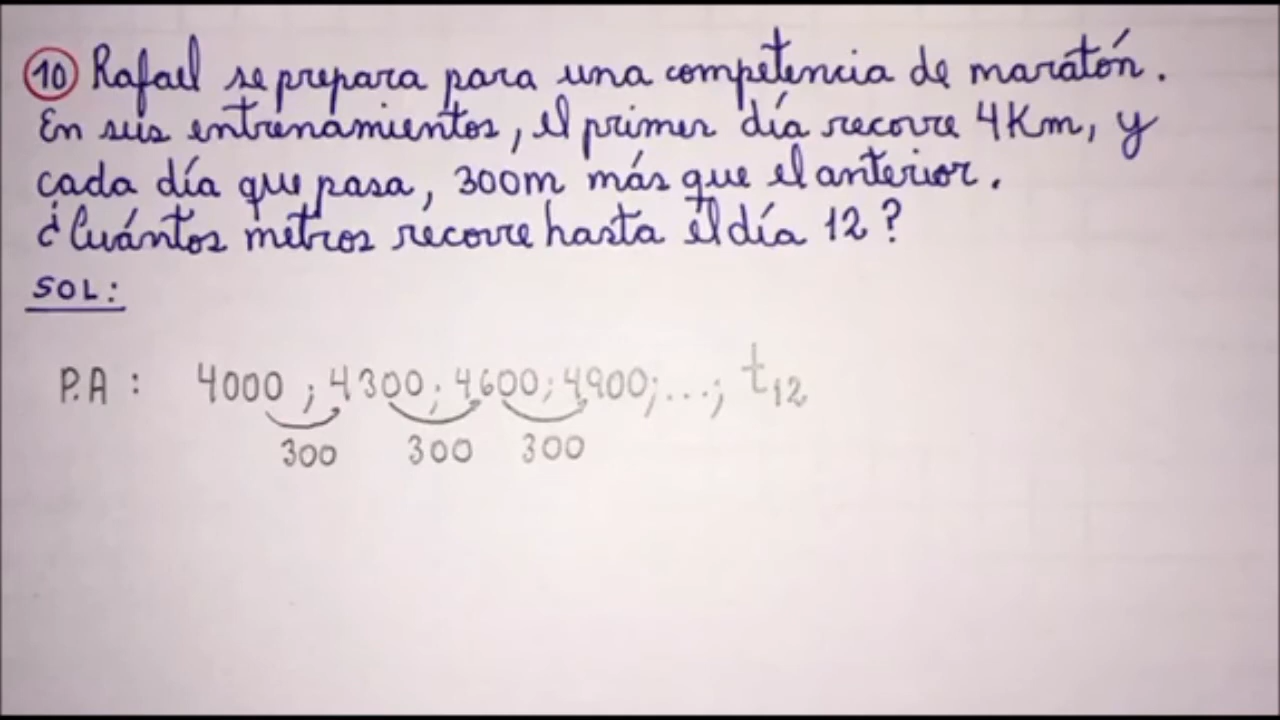 10 Rafael se prepara para una competencia de maratón.
En sus entrenamientos, el primer día recorre 4Km, y
cada día que pasa, 300m más que el anterior.
¿Cuántos metros recorre hasta el día 12?
SOL:
P.A : 4000 ; 4300 ; 4600 ; 4900 ; ... ; t₁₂
300 300 300